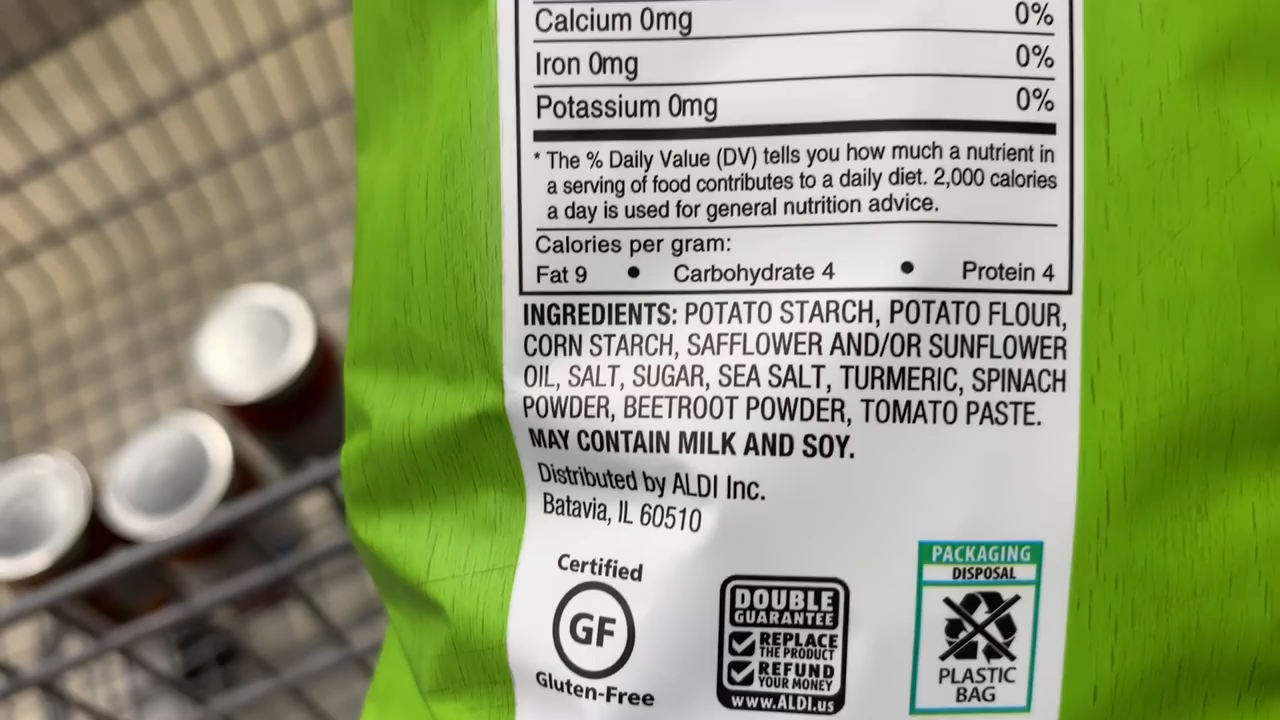 Calcium 0mg 0%
Iron 0mg 0%
Potassium 0mg 0%
* The % Daily Value (DV) tells you how much a nutrient in
a serving of food contributes to a daily diet. 2,000 calories
a day is used for general nutrition advice.
Calories per gram:
Fat 9 • Carbohydrate 4 • Protein 4
INGREDIENTS: POTATO STARCH, POTATO FLOUR,
CORN STARCH, SAFFLOWER AND/OR SUNFLOWER
OIL, SALT, SUGAR, SEA SALT, TURMERIC, SPINACH
POWDER, BEETROOT POWDER, TOMATO PASTE.
MAY CONTAIN MILK AND SOY.
Distributed by ALDI Inc.
Batavia, IL 60510
Certified
GF
Gluten-Free
DOUBLE
GUARANTEE
REPLACE
THE PRODUCT
REFUND
YOUR MONEY
www.ALDI.us
PACKAGING
DISPOSAL
PLASTIC
BAG